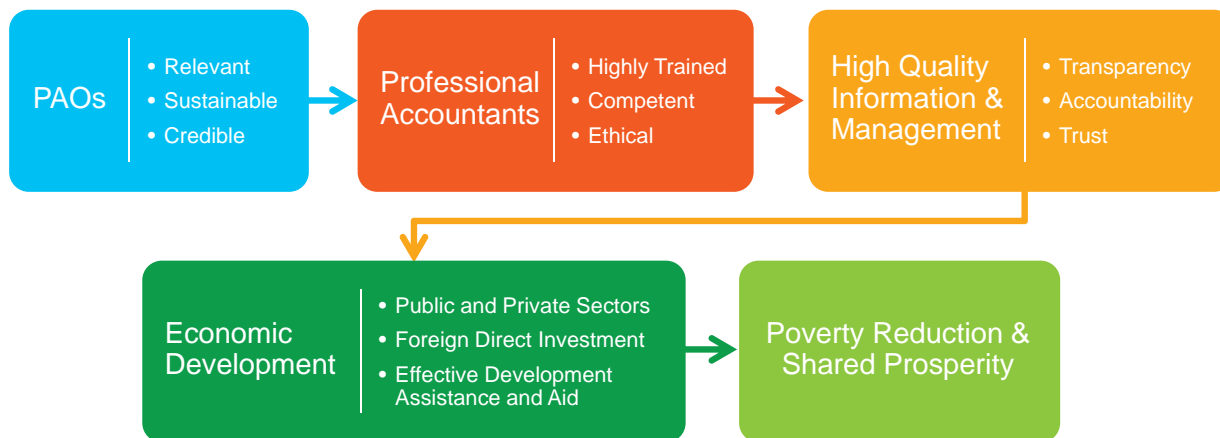 PAOs
• Relevant
• Sustainable
• Credible
Professional
Accountants
• Highly Trained
• Competent
• Ethical
High Quality
Information &
Management
• Transparency
• Accountability
• Trust
Economic
Development
• Public and Private Sectors
• Foreign Direct Investment
• Effective Development
Assistance and Aid
Poverty Reduction &
Shared Prosperity